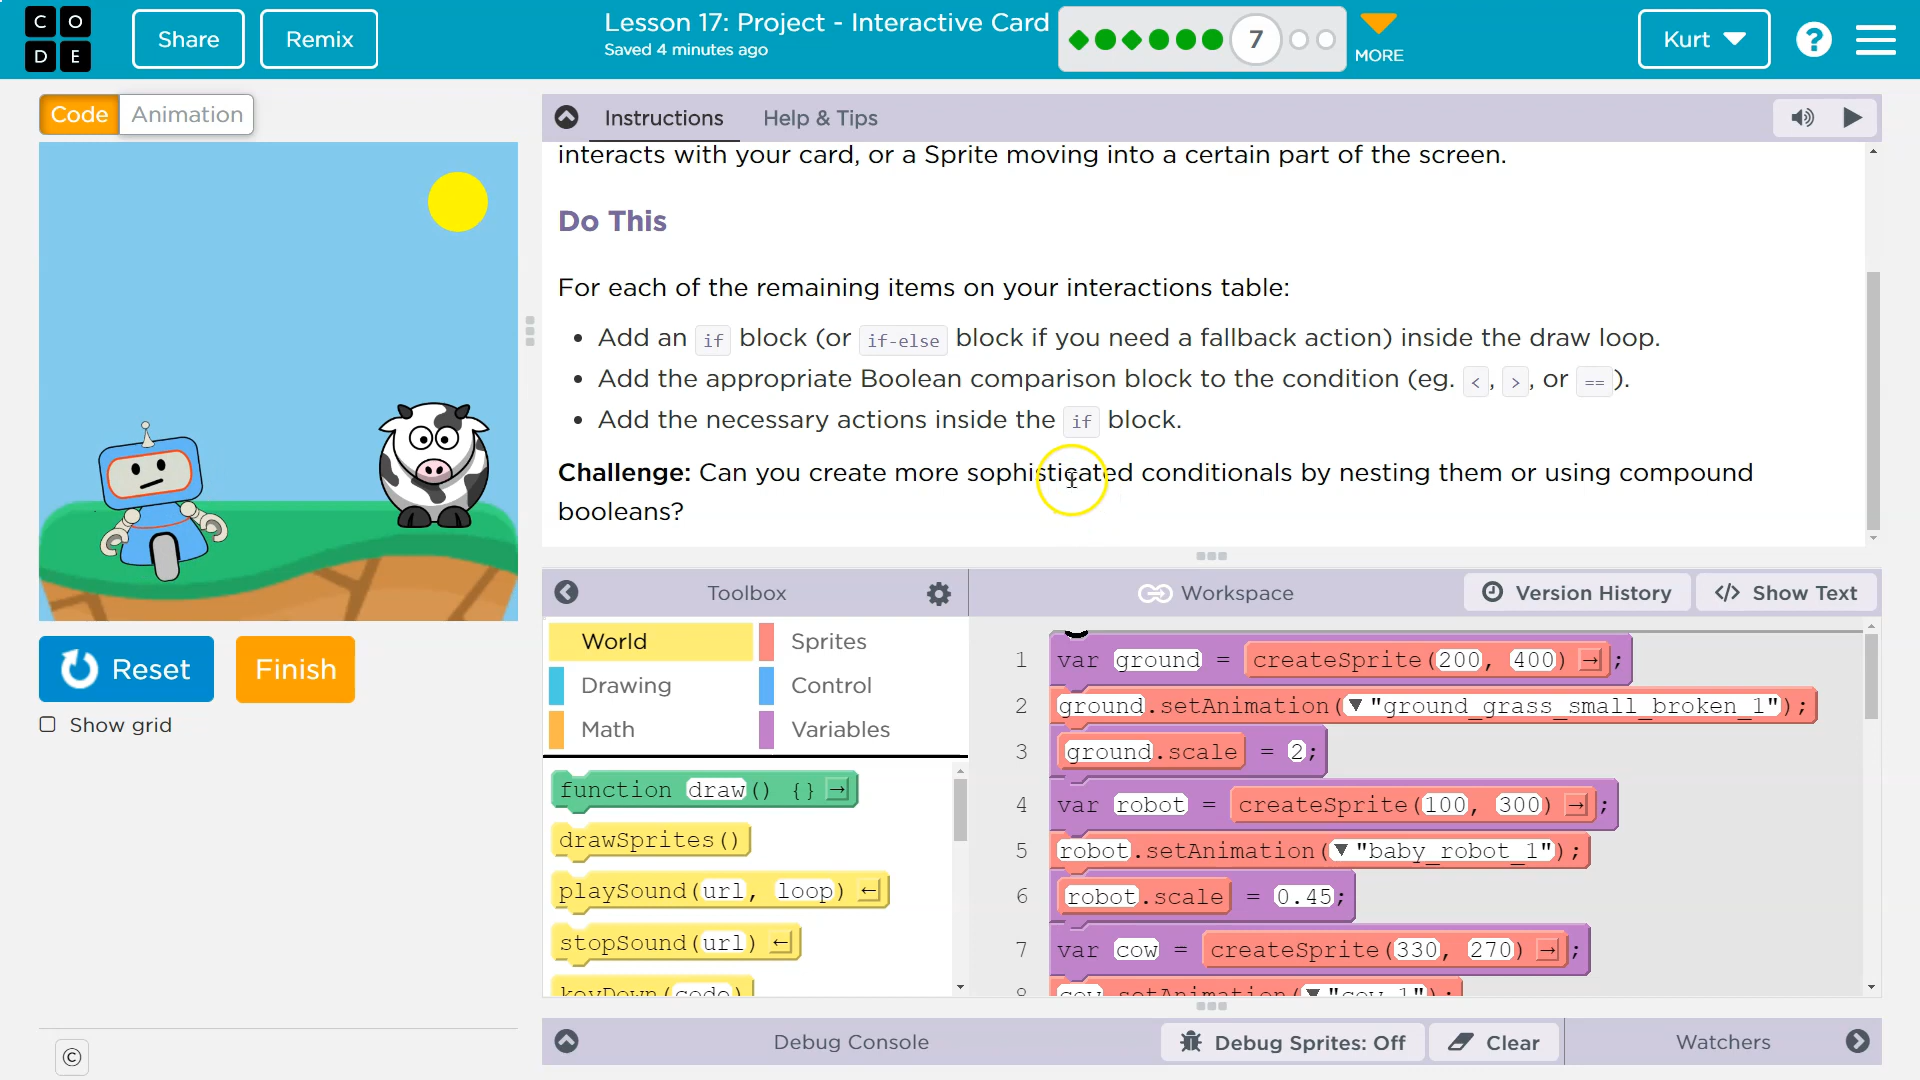 C O
D E
Share
Remix
Lesson 17: Project - Interactive Card
Saved 4 minutes ago
7
MORE
Kurt
?
Code
Animation
Instructions
Help & Tips
interacts with your card, or a Sprite moving into a certain part of the screen.
Do This
For each of the remaining items on your interactions table:
• Add an if block (or if-else block if you need a fallback action) inside the draw loop.
• Add the appropriate Boolean comparison block to the condition (eg. <, >, or ==).
• Add the necessary actions inside the if block.
Challenge: Can you create more sophisticated conditionals by nesting them or using compound
booleans?
Reset
Finish
Show grid
©
Toolbox
Workspace
Version History
</> Show Text
World
Sprites
Drawing
Control
Math
Variables
function draw() {} →
drawSprites()
playSound(url, loop) ←
stopSound(url) ←
keyDown(code)
1 var ground = createSprite(200, 400) →;
2 ground.setAnimation(▼"ground_grass_small_broken_1");
3 ground.scale = 2;
4 var robot = createSprite(100, 300) →;
5 robot.setAnimation(▼"baby_robot_1");
6 robot.scale = 0.45;
7 var cow = createSprite(330, 270) →;
8 cow.setAnimation(▼"cow_1");
Debug Console
Debug Sprites: Off
Clear
Watchers